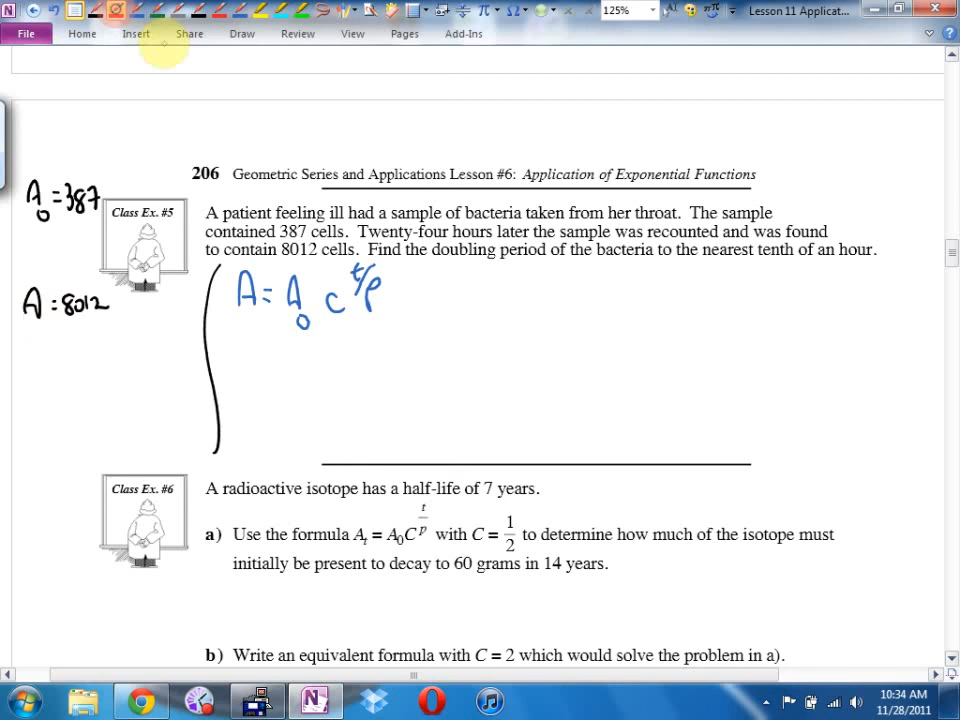 125%
Lesson 11 Applicat...
File Home Insert Share Draw Review View Pages Add-Ins
206 Geometric Series and Applications Lesson #6: Application of Exponential Functions
A₀ = 387
Class Ex. #5
A patient feeling ill had a sample of bacteria taken from her throat. The sample
contained 387 cells. Twenty-four hours later the sample was recounted and was found
to contain 8012 cells. Find the doubling period of the bacteria to the nearest tenth of an hour.
A = 8012
A = A₀ C^t/p
Class Ex. #6
A radioactive isotope has a half-life of 7 years.
a) Use the formula Aₜ = A₀C^(t/p) with C = 1/2 to determine how much of the isotope must
initially be present to decay to 60 grams in 14 years.
b) Write an equivalent formula with C = 2 which would solve the problem in a).
10:34 AM
11/28/2011